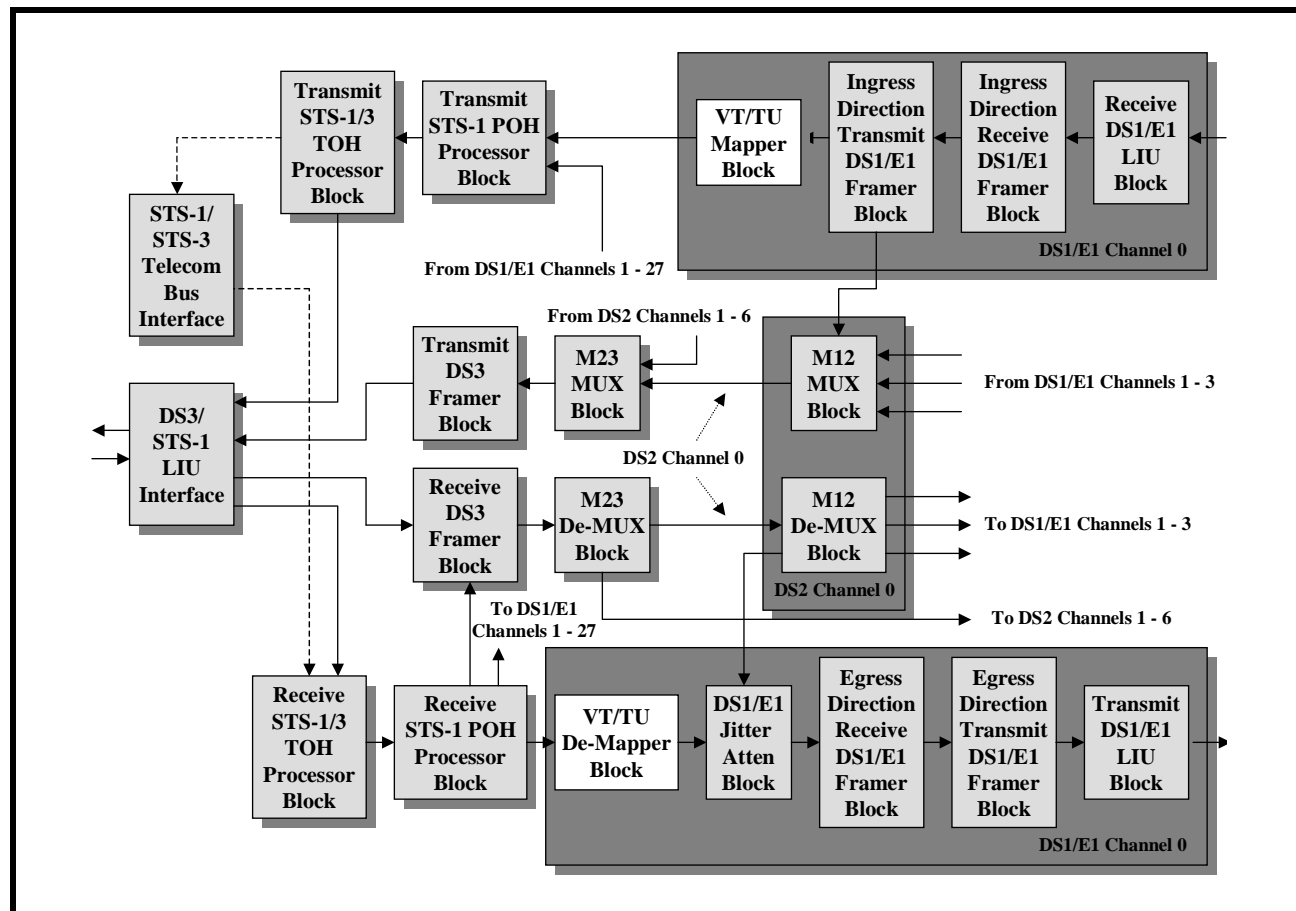 Transmit
STS-1/3
TOH
Processor
Block
Transmit
STS-1 POH
Processor
Block
VT/TU
Mapper
Block
Ingress
Direction
Transmit
DS1/E1
Framer
Block
Ingress
Direction
Receive
DS1/E1
Framer
Block
Receive
DS1/E1
LIU
Block
DS1/E1 Channel 0
STS-1/
STS-3
Telecom
Bus
Interface
From DS1/E1 Channels 1 - 27
From DS2 Channels 1 - 6
Transmit
DS3
Framer
Block
M23
MUX
Block
M12
MUX
Block
From DS1/E1 Channels 1 - 3
DS3/
STS-1
LIU
Interface
DS2 Channel 0
Receive
DS3
Framer
Block
M23
De-MUX
Block
M12
De-MUX
Block
To DS1/E1 Channels 1 - 3
DS2 Channel 0
To DS1/E1
Channels 1 - 27
To DS2 Channels 1 - 6
Receive
STS-1/3
TOH
Processor
Block
Receive
STS-1 POH
Processor
Block
VT/TU
De-Mapper
Block
DS1/E1
Jitter
Atten
Block
Egress
Direction
Receive
DS1/E1
Framer
Block
Egress
Direction
Transmit
DS1/E1
Framer
Block
Transmit
DS1/E1
LIU
Block
DS1/E1 Channel 0